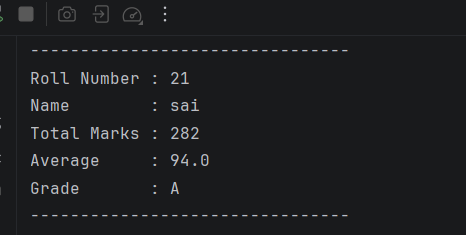 --------------------------------
Roll Number : 21
Name        : sai
Total Marks : 282
Average     : 94.0
Grade       : A
--------------------------------